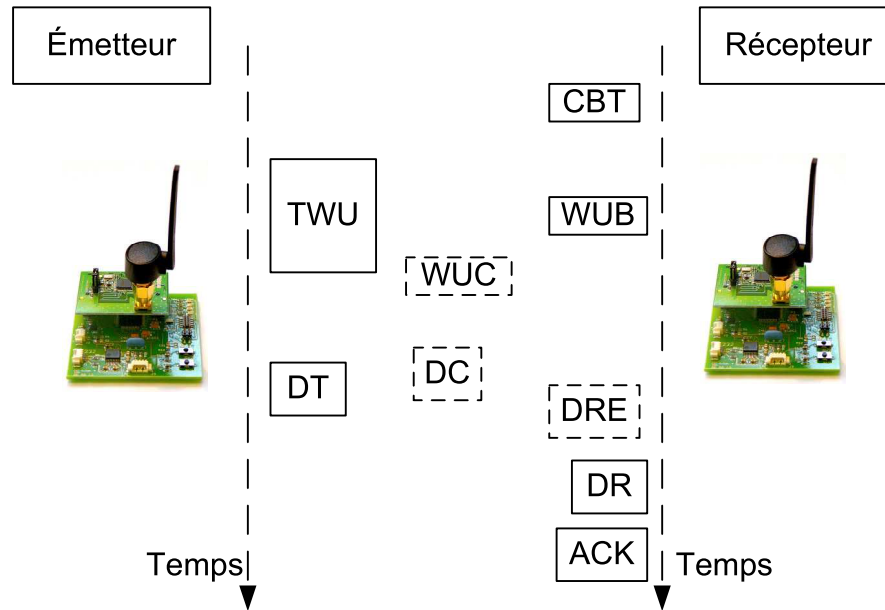 Émetteur
Récepteur
CBT
TWU
WUB
WUC
DT
DC
DRE
DR
ACK
Temps
Temps